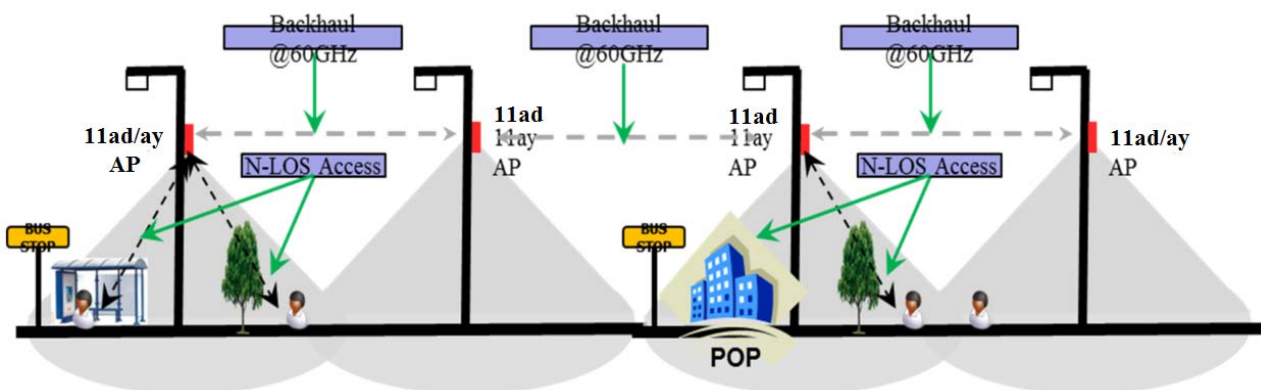 Backhaul
@60GHz
Backhaul
@60GHz
Backhaul
@60GHz
11ad/ay
AP
11ad
11ay
AP
11ad
11ay
AP
11ad/ay
AP
N-LOS Access
N-LOS Access
BUS
STOP
BUS
STOP
POP